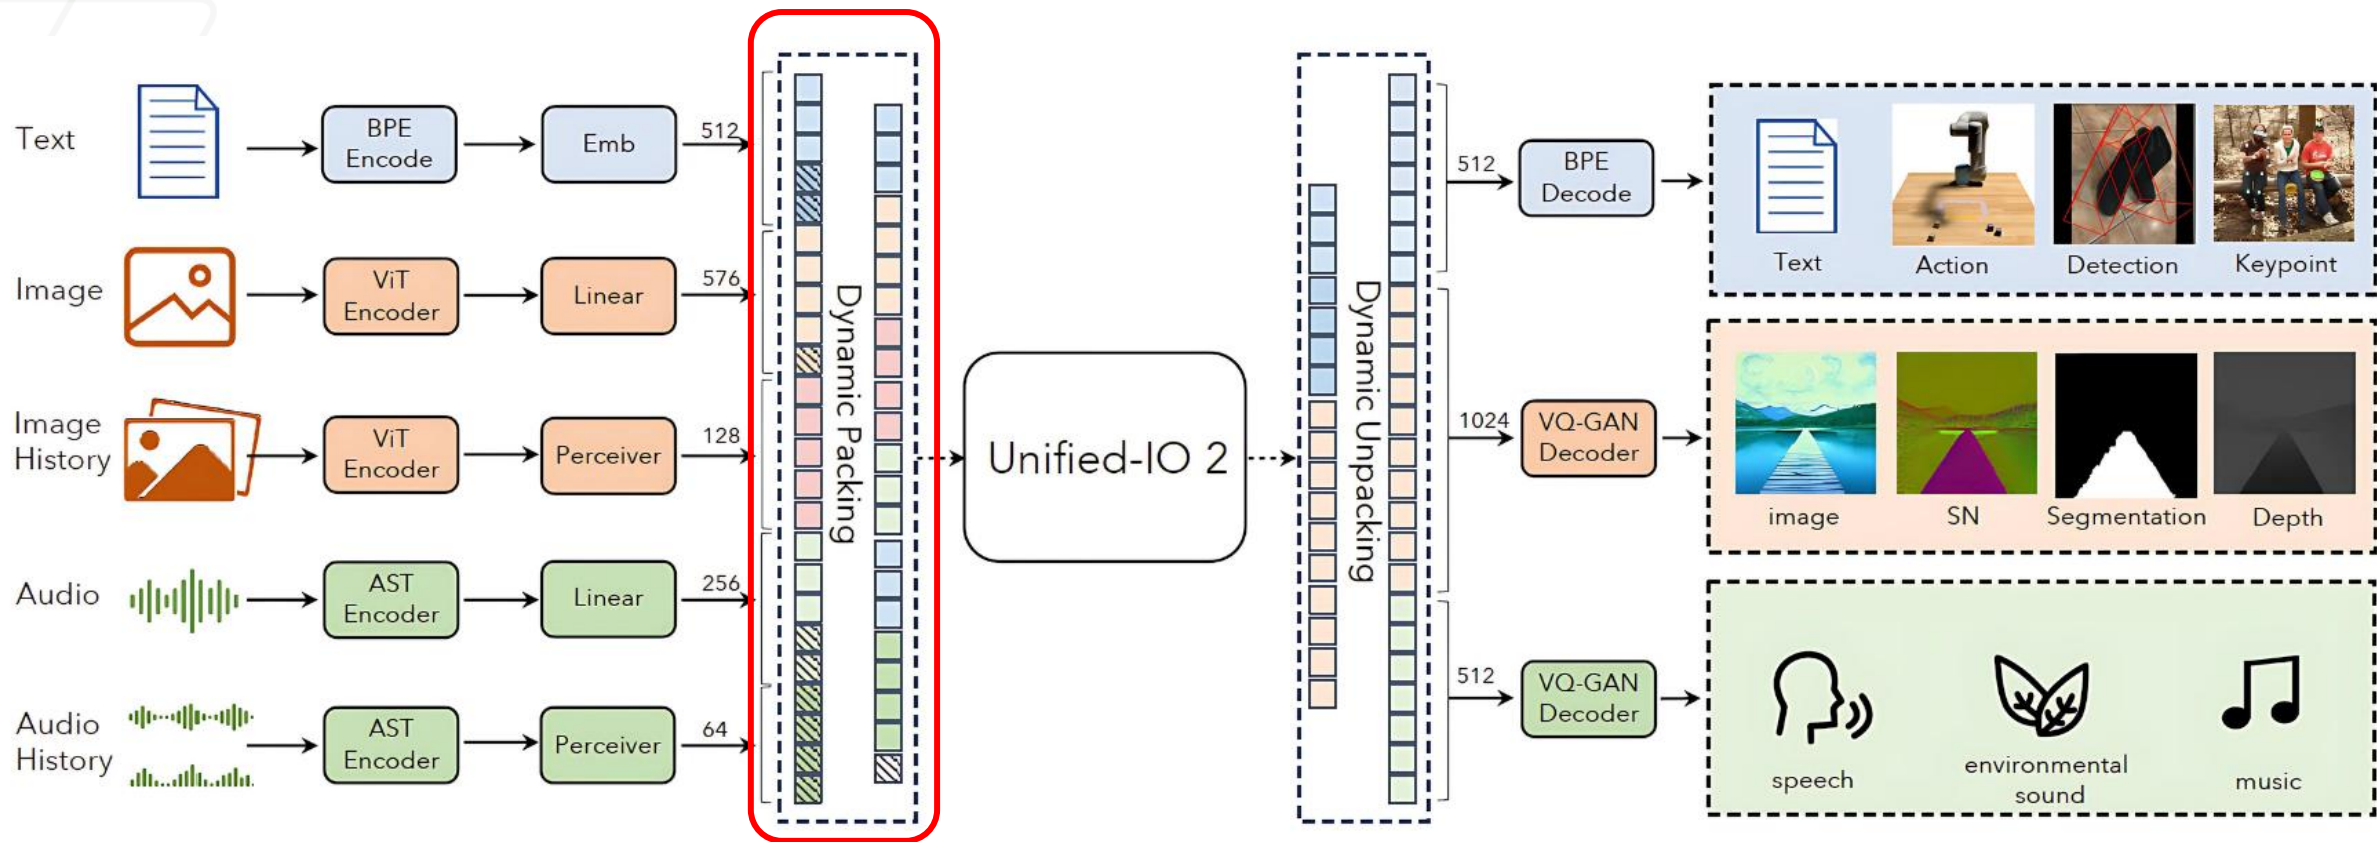 Text
BPE
Encode
Emb
512
Image
ViT
Encoder
Linear
576
Image
History
ViT
Encoder
Perceiver
128
Audio
AST
Encoder
Linear
256
Audio
History
AST
Encoder
Perceiver
64
Dynamic Packing
Unified-IO 2
Dynamic Unpacking
512
BPE
Decode
Text
Action
Detection
Keypoint
1024
VQ-GAN
Decoder
image
SN
Segmentation
Depth
512
VQ-GAN
Decoder
speech
environmental
sound
music